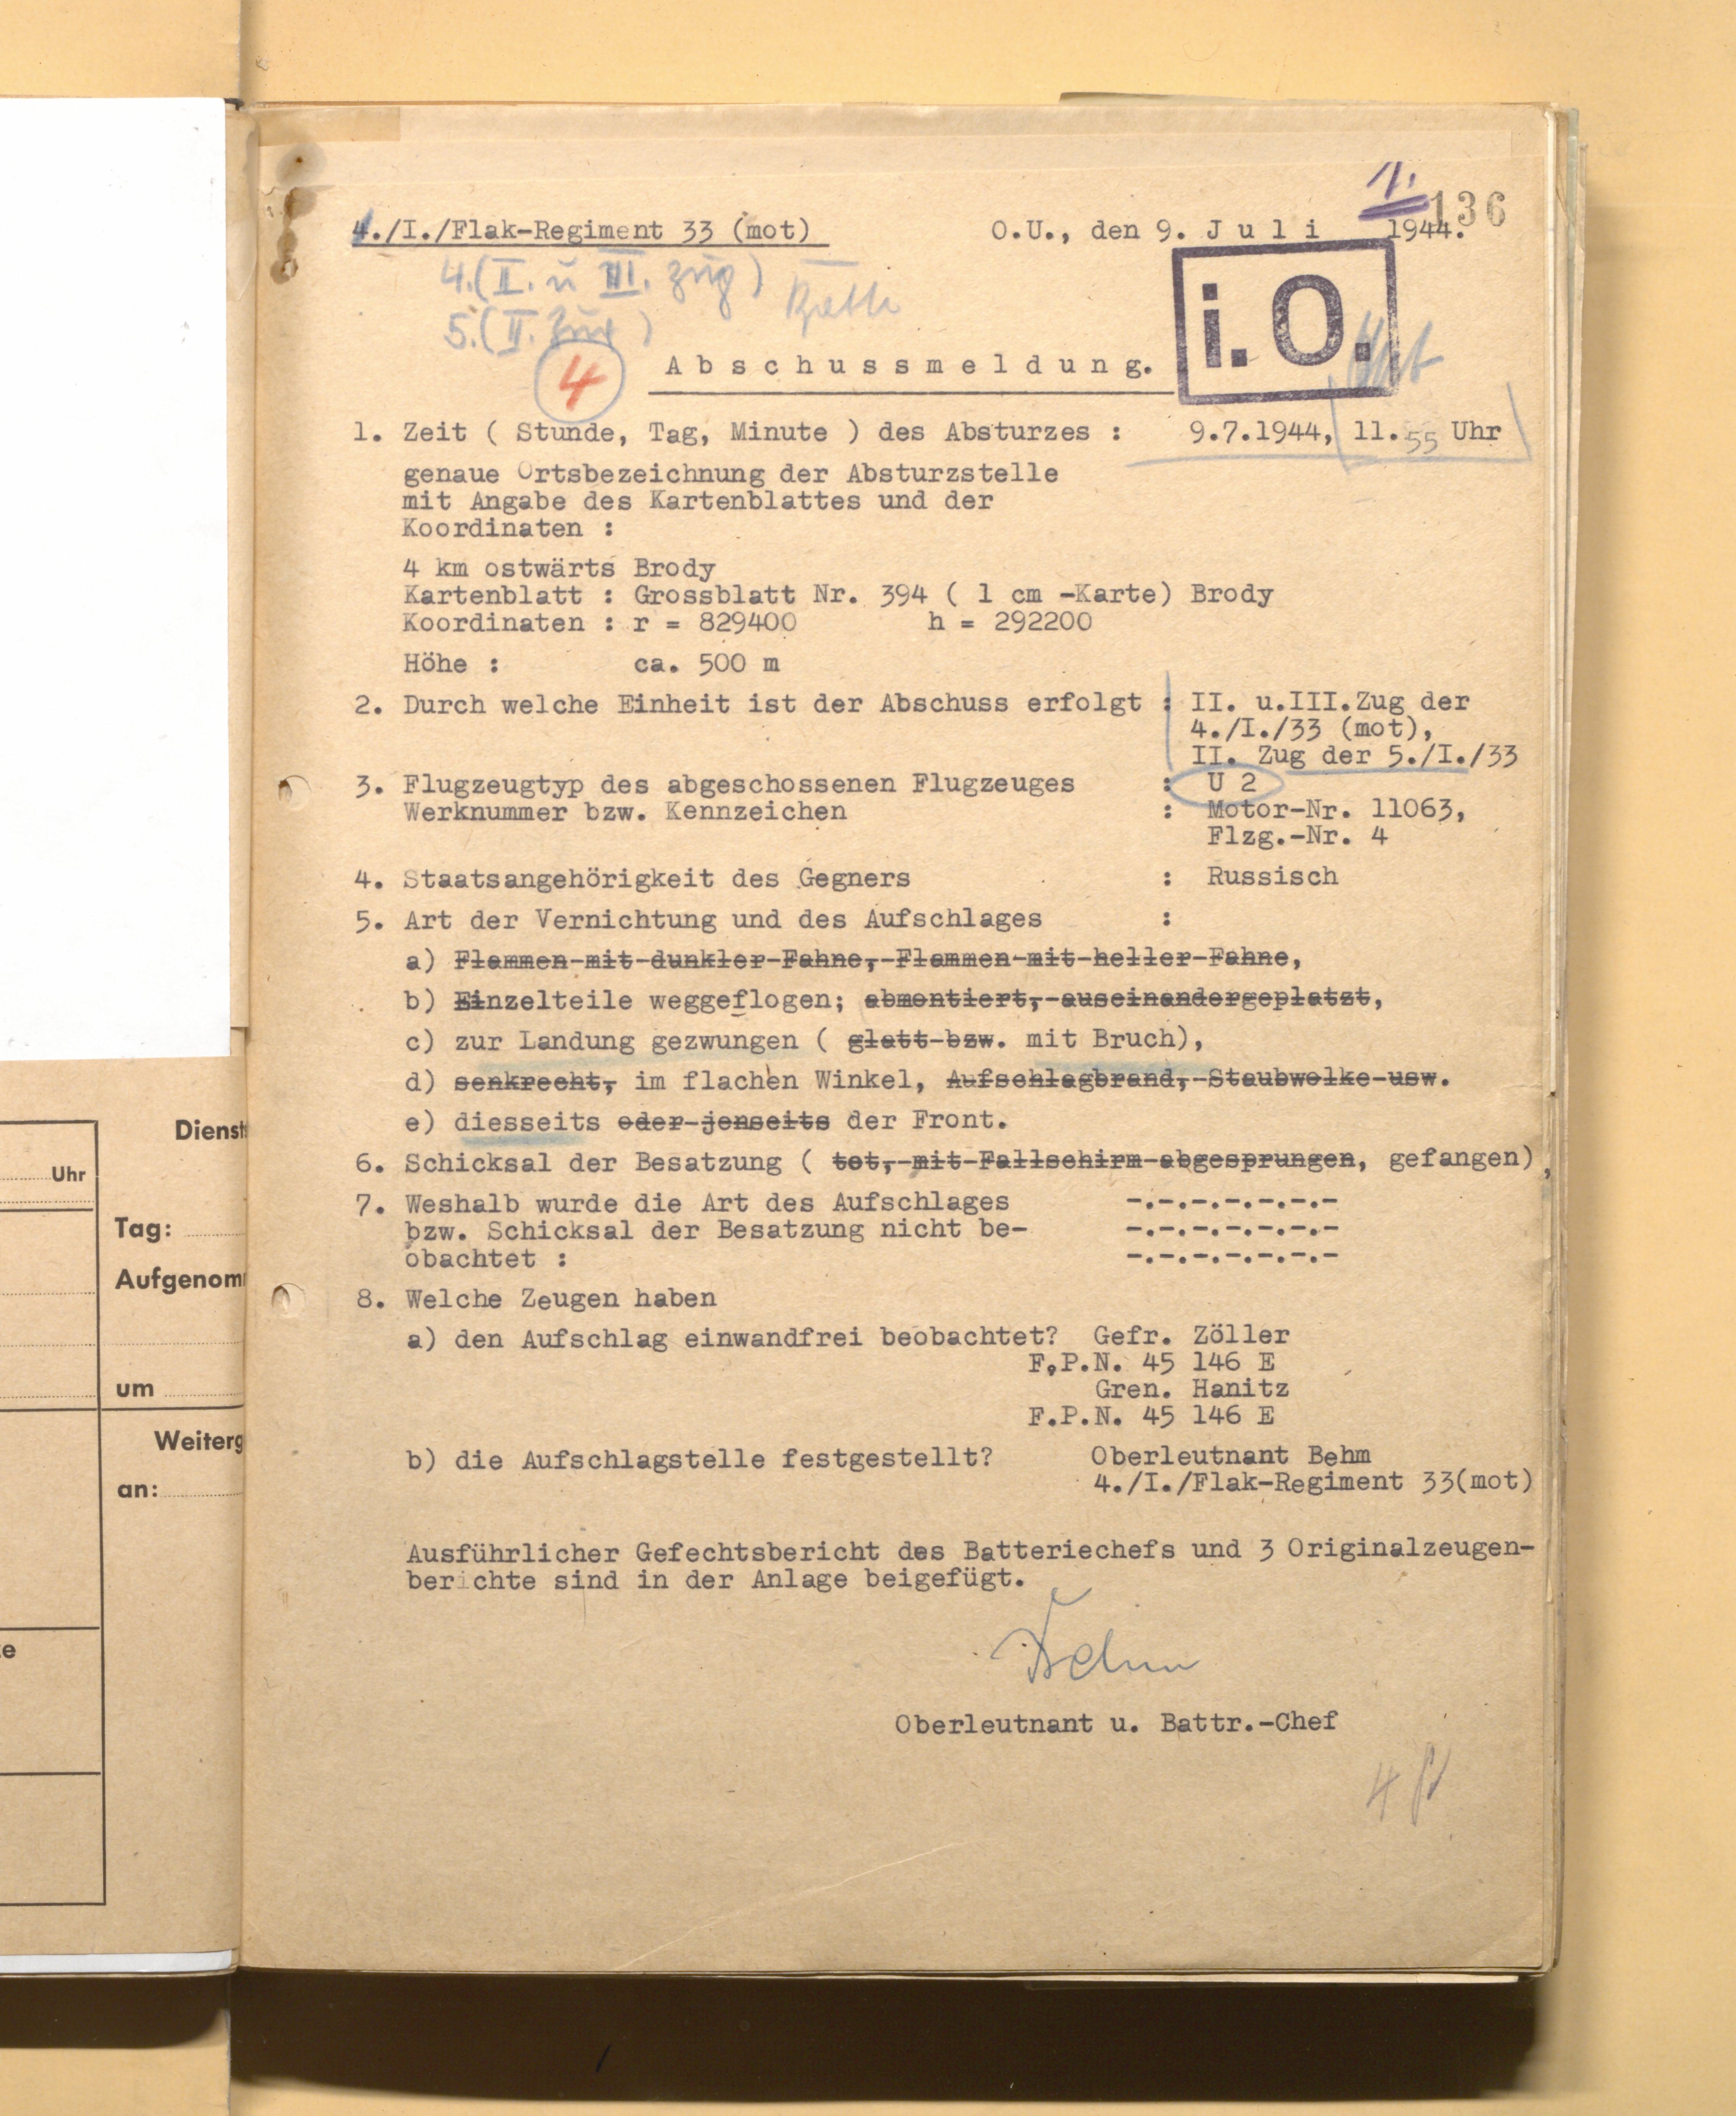 1.
136
4./I./Flak-Regiment 33 (mot)
O.U., den 9. J u l i 1944.
4.(II. u III. Zug)
5.(II. Zug)
i.O.
4
A b s c h u s s m e l d u n g.
1. Zeit ( Stunde, Tag, Minute ) des Absturzes : 9.7.1944, 11.55 Uhr
genaue Ortsbezeichnung der Absturzstelle
mit Angabe des Kartenblattes und der
Koordinaten :
4 km ostwärts Brody
Kartenblatt : Grossblatt Nr. 394 ( 1 cm -Karte) Brody
Koordinaten : r = 829400 h = 292200
Höhe : ca. 500 m
2. Durch welche Einheit ist der Abschuss erfolgt : II. u.III.Zug der
4./I./33 (mot),
II. Zug der 5./I./33
3. Flugzeugtyp des abgeschossenen Flugzeuges : U 2
Werknummer bzw. Kennzeichen : Motor-Nr. 11063,
Flzg.-Nr. 4
4. Staatsangehörigkeit des Gegners : Russisch
5. Art der Vernichtung und des Aufschlages :
a) Flammen mit dunkler Fahne, Flammen mit heller Fahne,
b) Einzelteile weggeflogen; abmontiert, auseinandergeplatzt,
c) zur Landung gezwungen ( glatt bzw. mit Bruch),
d) senkrecht, im flachen Winkel, Aufschlagbrand, Staubwolke usw.
e) diesseits oder jenseits der Front.
6. Schicksal der Besatzung ( tot, mit Fallschirm abgesprungen, gefangen),
7. Weshalb wurde die Art des Aufschlages -.-.-.-.-.-.-
bzw. Schicksal der Besatzung nicht be- -.-.-.-.-.-.-
obachtet : -.-.-.-.-.-.-
8. Welche Zeugen haben
a) den Aufschlag einwandfrei beobachtet? Gefr. Zöller
F.P.N. 45 146 E
Gren. Hanitz
F.P.N. 45 146 E
b) die Aufschlagstelle festgestellt? Oberleutnant Behm
4./I./Flak-Regiment 33(mot)
Ausführlicher Gefechtsbericht des Batteriechefs und 3 Originalzeugen-
berichte sind in der Anlage beigefügt.
Behm
Oberleutnant u. Battr.-Chef
Uhr
Tag:
um
an: